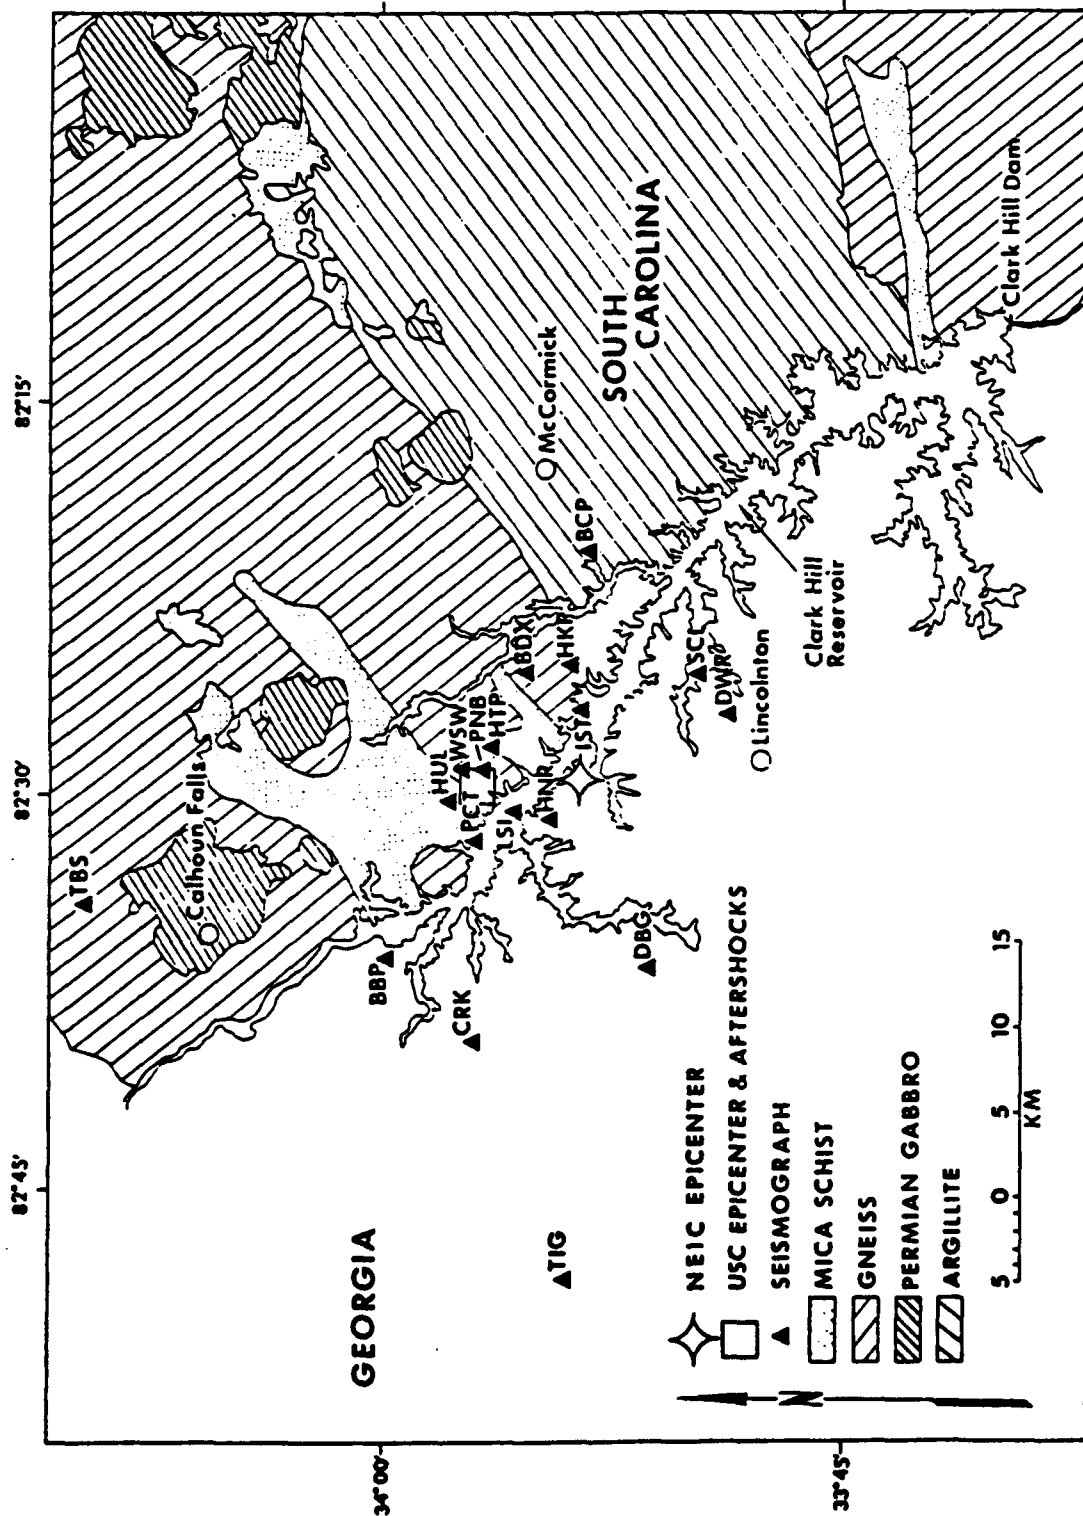 82°45'
82°30'
82°15'
34°00'
33°45'
GEORGIA
SOUTH
CAROLINA
TBS
Calhoun Falls
BBP
CRK
TIG
HUL
WSW
PNB
HTP
PCT
LSI
HNR
IST
BDX
HKP
BCP
McCormick
DBG
SCL
DWR
Lincolnton
Clark Hill
Reservoir
Clark Hill Dam
N
NEIC EPICENTER
USC EPICENTER & AFTERSHOCKS
SEISMOGRAPH
MICA SCHIST
GNEISS
PERMIAN GABBRO
ARGILLITE
5 0 5 10 15
KM